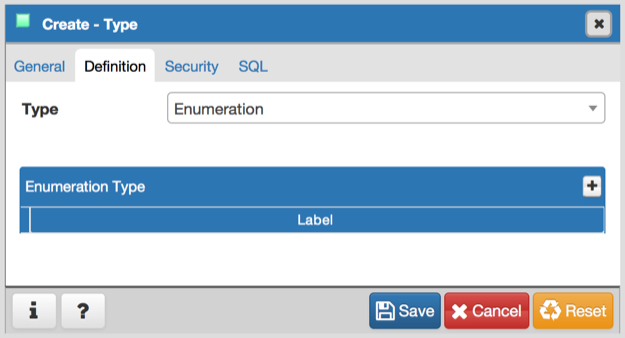 Create - Type
General Definition Security SQL
Type Enumeration
Enumeration Type
Label
i ? Save Cancel Reset